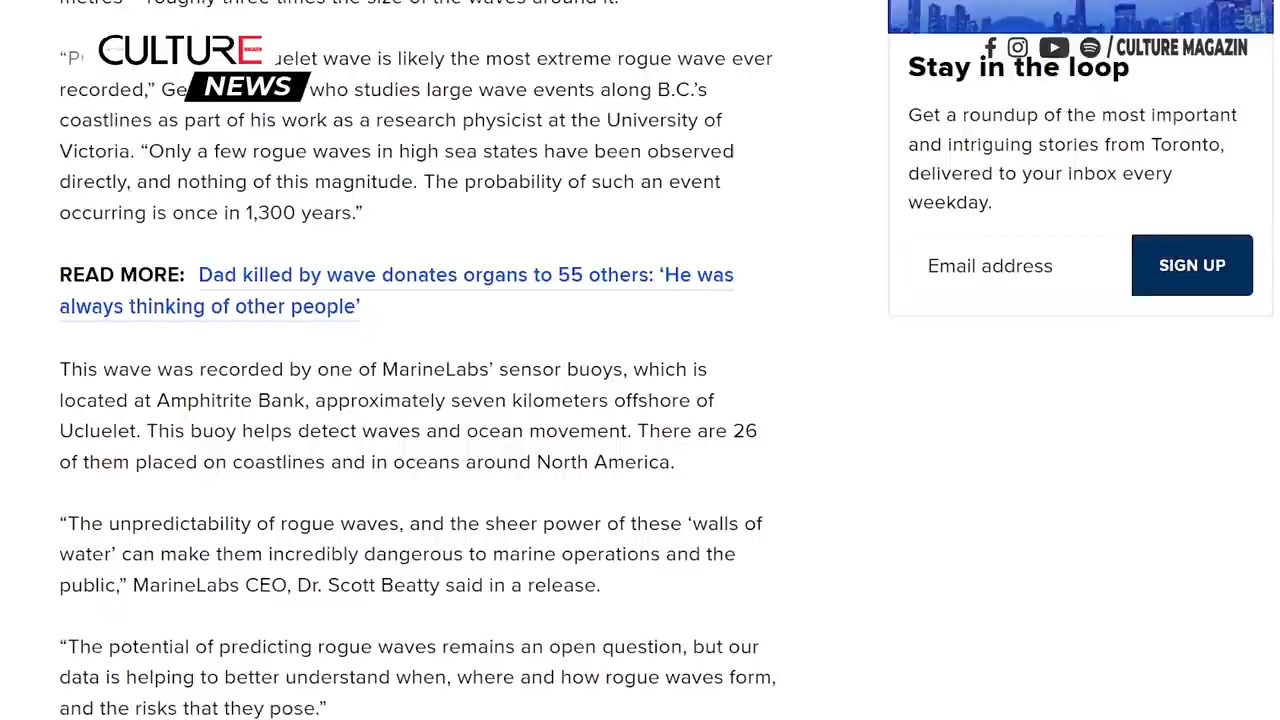 metres – roughly three times the size of the waves around it.
CULTURE
MAGAZIN
NEWS
uelet wave is likely the most extreme rogue wave ever
recorded,” Ge who studies large wave events along B.C.’s
coastlines as part of his work as a research physicist at the University of
Victoria. “Only a few rogue waves in high sea states have been observed
directly, and nothing of this magnitude. The probability of such an event
occurring is once in 1,300 years.”
READ MORE: Dad killed by wave donates organs to 55 others: ‘He was
always thinking of other people’
This wave was recorded by one of MarineLabs’ sensor buoys, which is
located at Amphitrite Bank, approximately seven kilometers offshore of
Ucluelet. This buoy helps detect waves and ocean movement. There are 26
of them placed on coastlines and in oceans around North America.
“The unpredictability of rogue waves, and the sheer power of these ‘walls of
water’ can make them incredibly dangerous to marine operations and the
public,” MarineLabs CEO, Dr. Scott Beatty said in a release.
“The potential of predicting rogue waves remains an open question, but our
data is helping to better understand when, where and how rogue waves form,
and the risks that they pose.”
/CULTURE MAGAZIN
Stay in the loop
Get a roundup of the most important
and intriguing stories from Toronto,
delivered to your inbox every
weekday.
Email address
SIGN UP